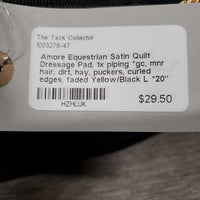 The Tack Collector
1003276-47
Amore Equestrian Satin Quilt
Dressage Pad, 1x piping *gc, mnr
hair, dirt, hay, puckers, curled
edges, faded Yellow/Black L *20"
HZHLUK
$29.50